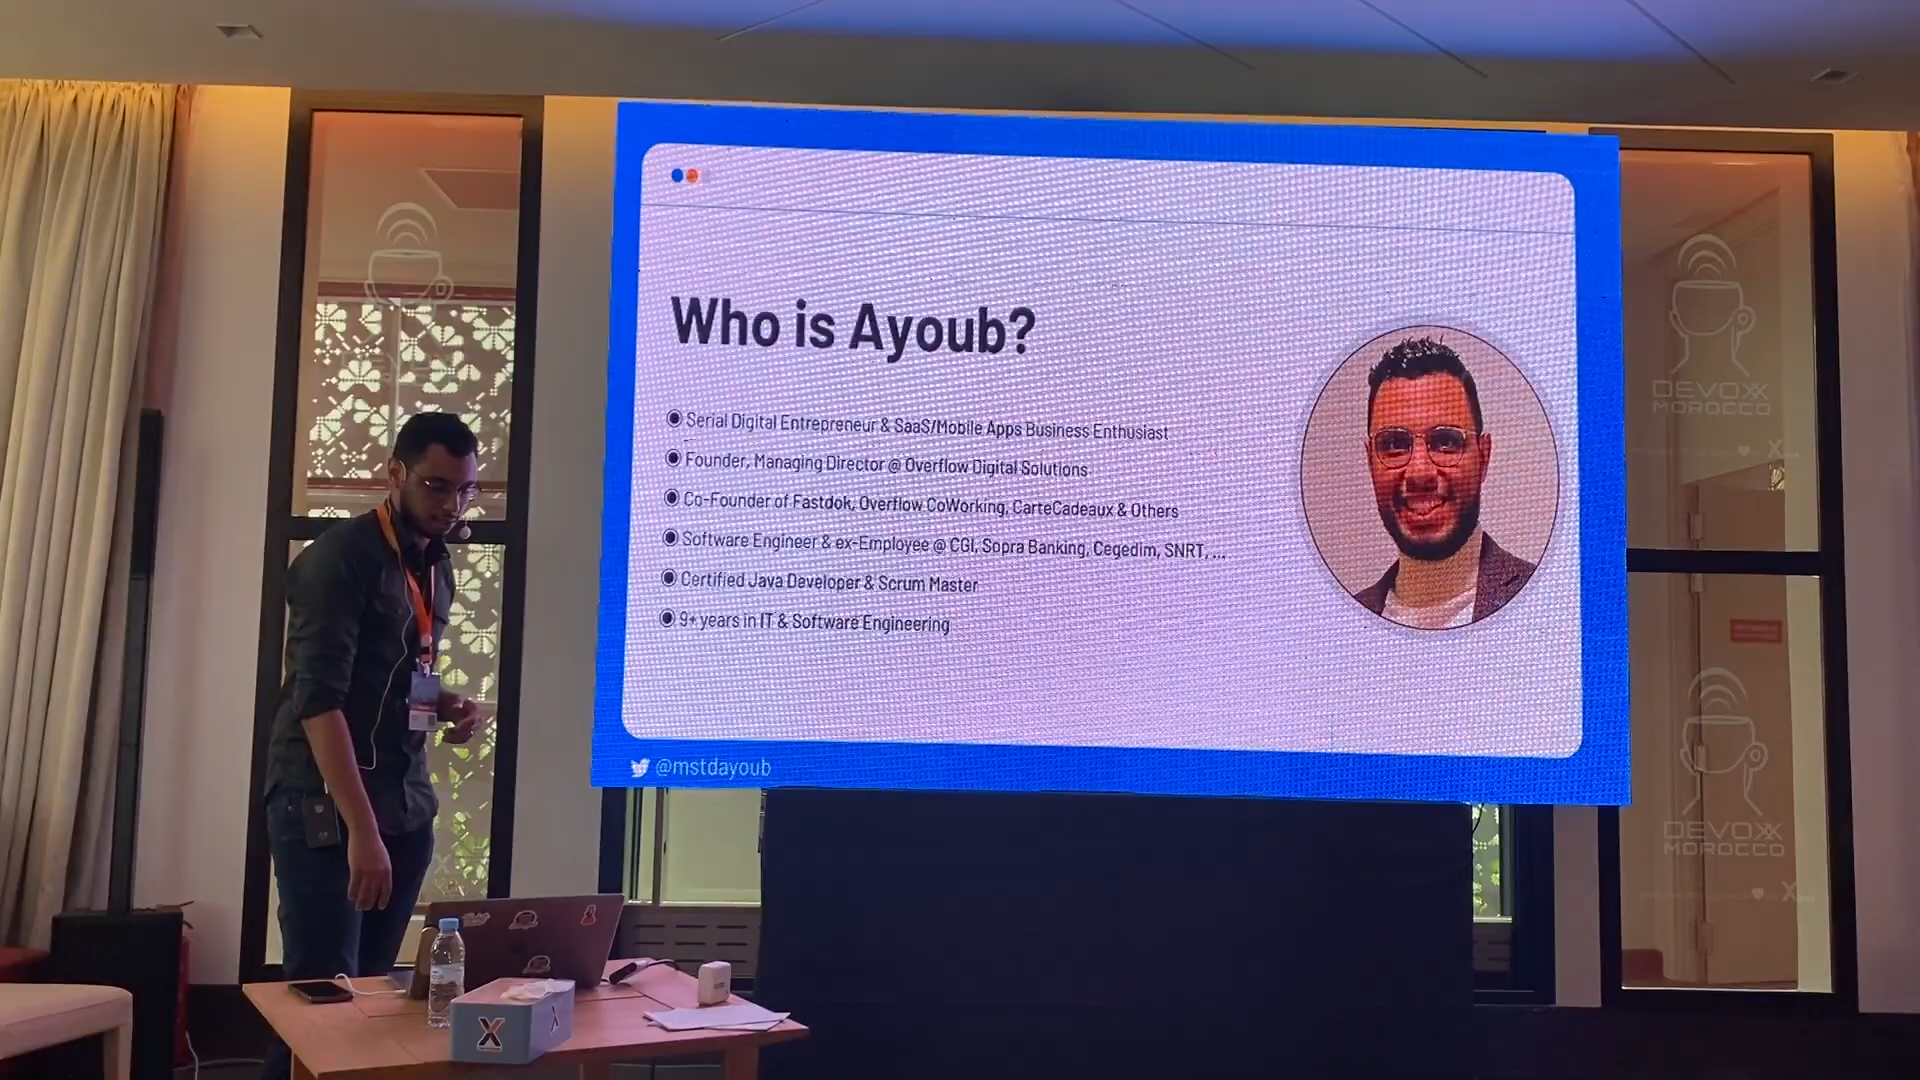 Who is Ayoub?
Serial Digital Entrepreneur & SaaS/Mobile Apps Business Enthusiast
Founder, Managing Director @ Overflow Digital Solutions
Co-Founder of Fastdok, Overflow CoWorking, CarteCadeaux & Others
Software Engineer & ex-Employee @ CGI, Sopra Banking, Cegedim, SNRT, ...
Certified Java Developer & Scrum Master
9+ years in IT & Software Engineering
@mstdayoub
DEVOXX
MOROCCO
DEVOXX
MOROCCO
X